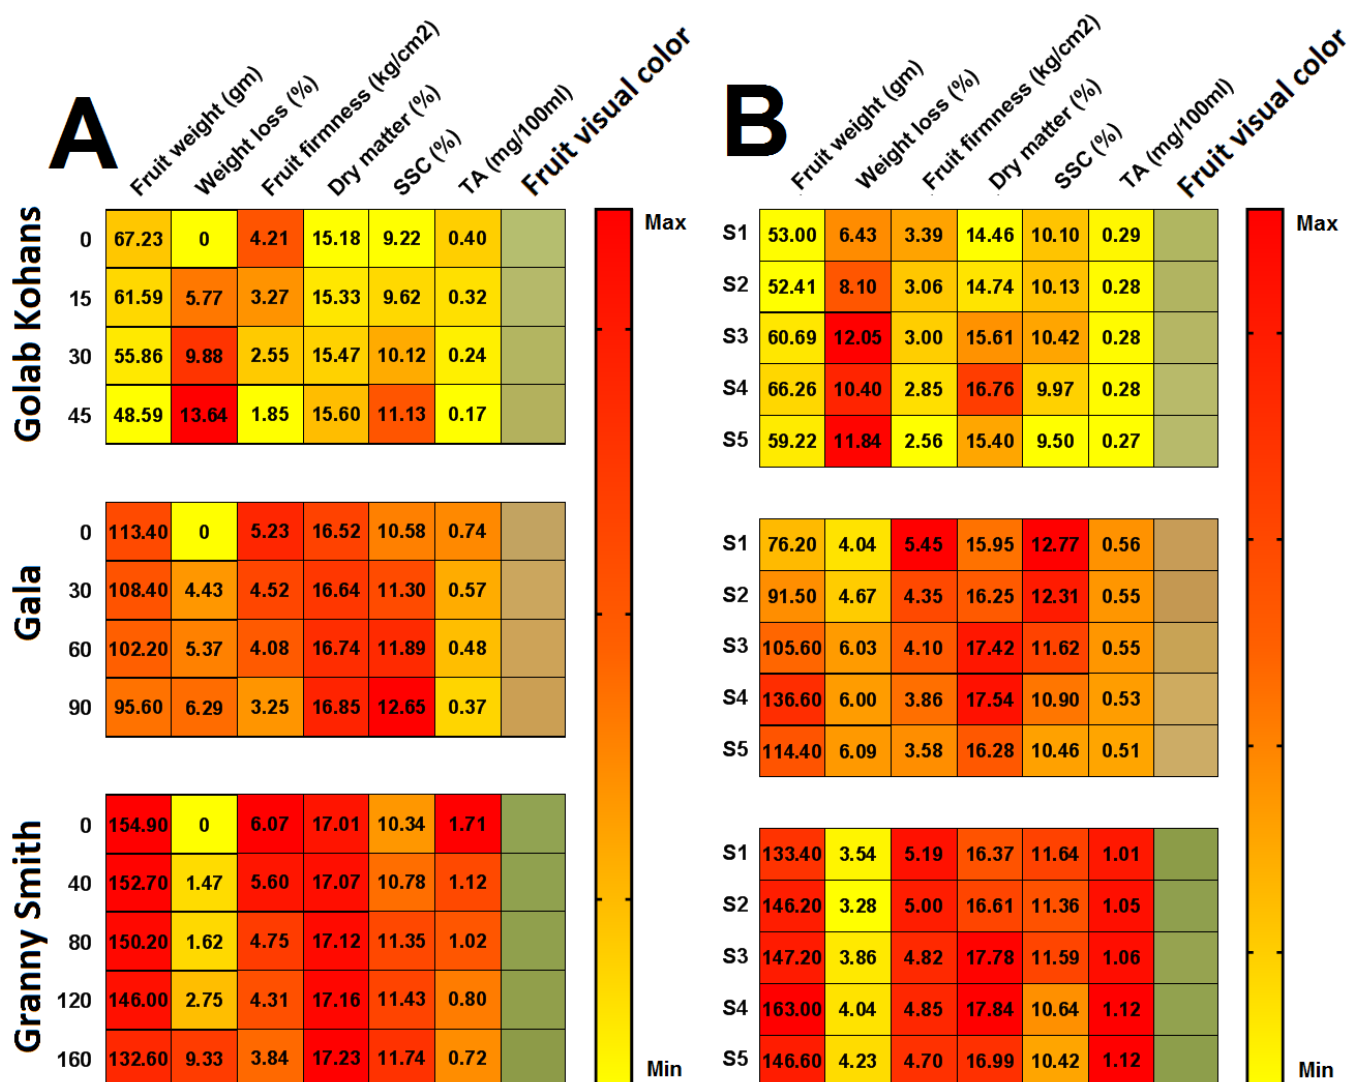 A
Fruit weight (gm)
Weight loss (%)
Fruit firmness (kg/cm2)
Dry matter (%)
SSC (%)
TA (mg/100ml)
Fruit visual color
Golab Kohans
0 67.23 0 4.21 15.18 9.22 0.40
15 61.59 5.77 3.27 15.33 9.62 0.32
30 55.86 9.88 2.55 15.47 10.12 0.24
45 48.59 13.64 1.85 15.60 11.13 0.17
Gala
0 113.40 0 5.23 16.52 10.58 0.74
30 108.40 4.43 4.52 16.64 11.30 0.57
60 102.20 5.37 4.08 16.74 11.89 0.48
90 95.60 6.29 3.25 16.85 12.65 0.37
Granny Smith
0 154.90 0 6.07 17.01 10.34 1.71
40 152.70 1.47 5.60 17.07 10.78 1.12
80 150.20 1.62 4.75 17.12 11.35 1.02
120 146.00 2.75 4.31 17.16 11.43 0.80
160 132.60 9.33 3.84 17.23 11.74 0.72
Max
Min
B
Fruit weight (gm)
Weight loss (%)
Fruit firmness (kg/cm2)
Dry matter (%)
SSC (%)
TA (mg/100ml)
Fruit visual color
S1 53.00 6.43 3.39 14.46 10.10 0.29
S2 52.41 8.10 3.06 14.74 10.13 0.28
S3 60.69 12.05 3.00 15.61 10.42 0.28
S4 66.26 10.40 2.85 16.76 9.97 0.28
S5 59.22 11.84 2.56 15.40 9.50 0.27
S1 76.20 4.04 5.45 15.95 12.77 0.56
S2 91.50 4.67 4.35 16.25 12.31 0.55
S3 105.60 6.03 4.10 17.42 11.62 0.55
S4 136.60 6.00 3.86 17.54 10.90 0.53
S5 114.40 6.09 3.58 16.28 10.46 0.51
S1 133.40 3.54 5.19 16.37 11.64 1.01
S2 146.20 3.28 5.00 16.61 11.36 1.05
S3 147.20 3.86 4.82 17.78 11.59 1.06
S4 163.00 4.04 4.85 17.84 10.64 1.12
S5 146.60 4.23 4.70 16.99 10.42 1.12
Max
Min